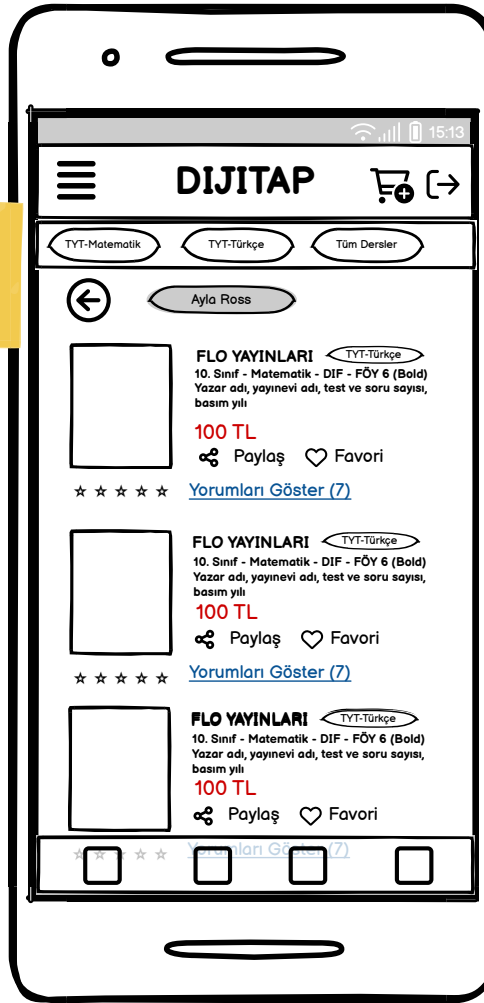 15:13
DIJITAP
TYT-Matematik TYT-Türkçe Tüm Dersler
Ayla Ross
FLO YAYINLARI TYT-Türkçe
10. Sınıf - Matematik - DIF - FÖY 6 (Bold)
Yazar adı, yayınevi adı, test ve soru sayısı,
basım yılı
100 TL
Paylaş Favori
Yorumları Göster (7)
FLO YAYINLARI TYT-Türkçe
10. Sınıf - Matematik - DIF - FÖY 6 (Bold)
Yazar adı, yayınevi adı, test ve soru sayısı,
basım yılı
100 TL
Paylaş Favori
Yorumları Göster (7)
FLO YAYINLARI TYT-Türkçe
10. Sınıf - Matematik - DIF - FÖY 6 (Bold)
Yazar adı, yayınevi adı, test ve soru sayısı,
basım yılı
100 TL
Paylaş Favori
Yorumları Göster (7)